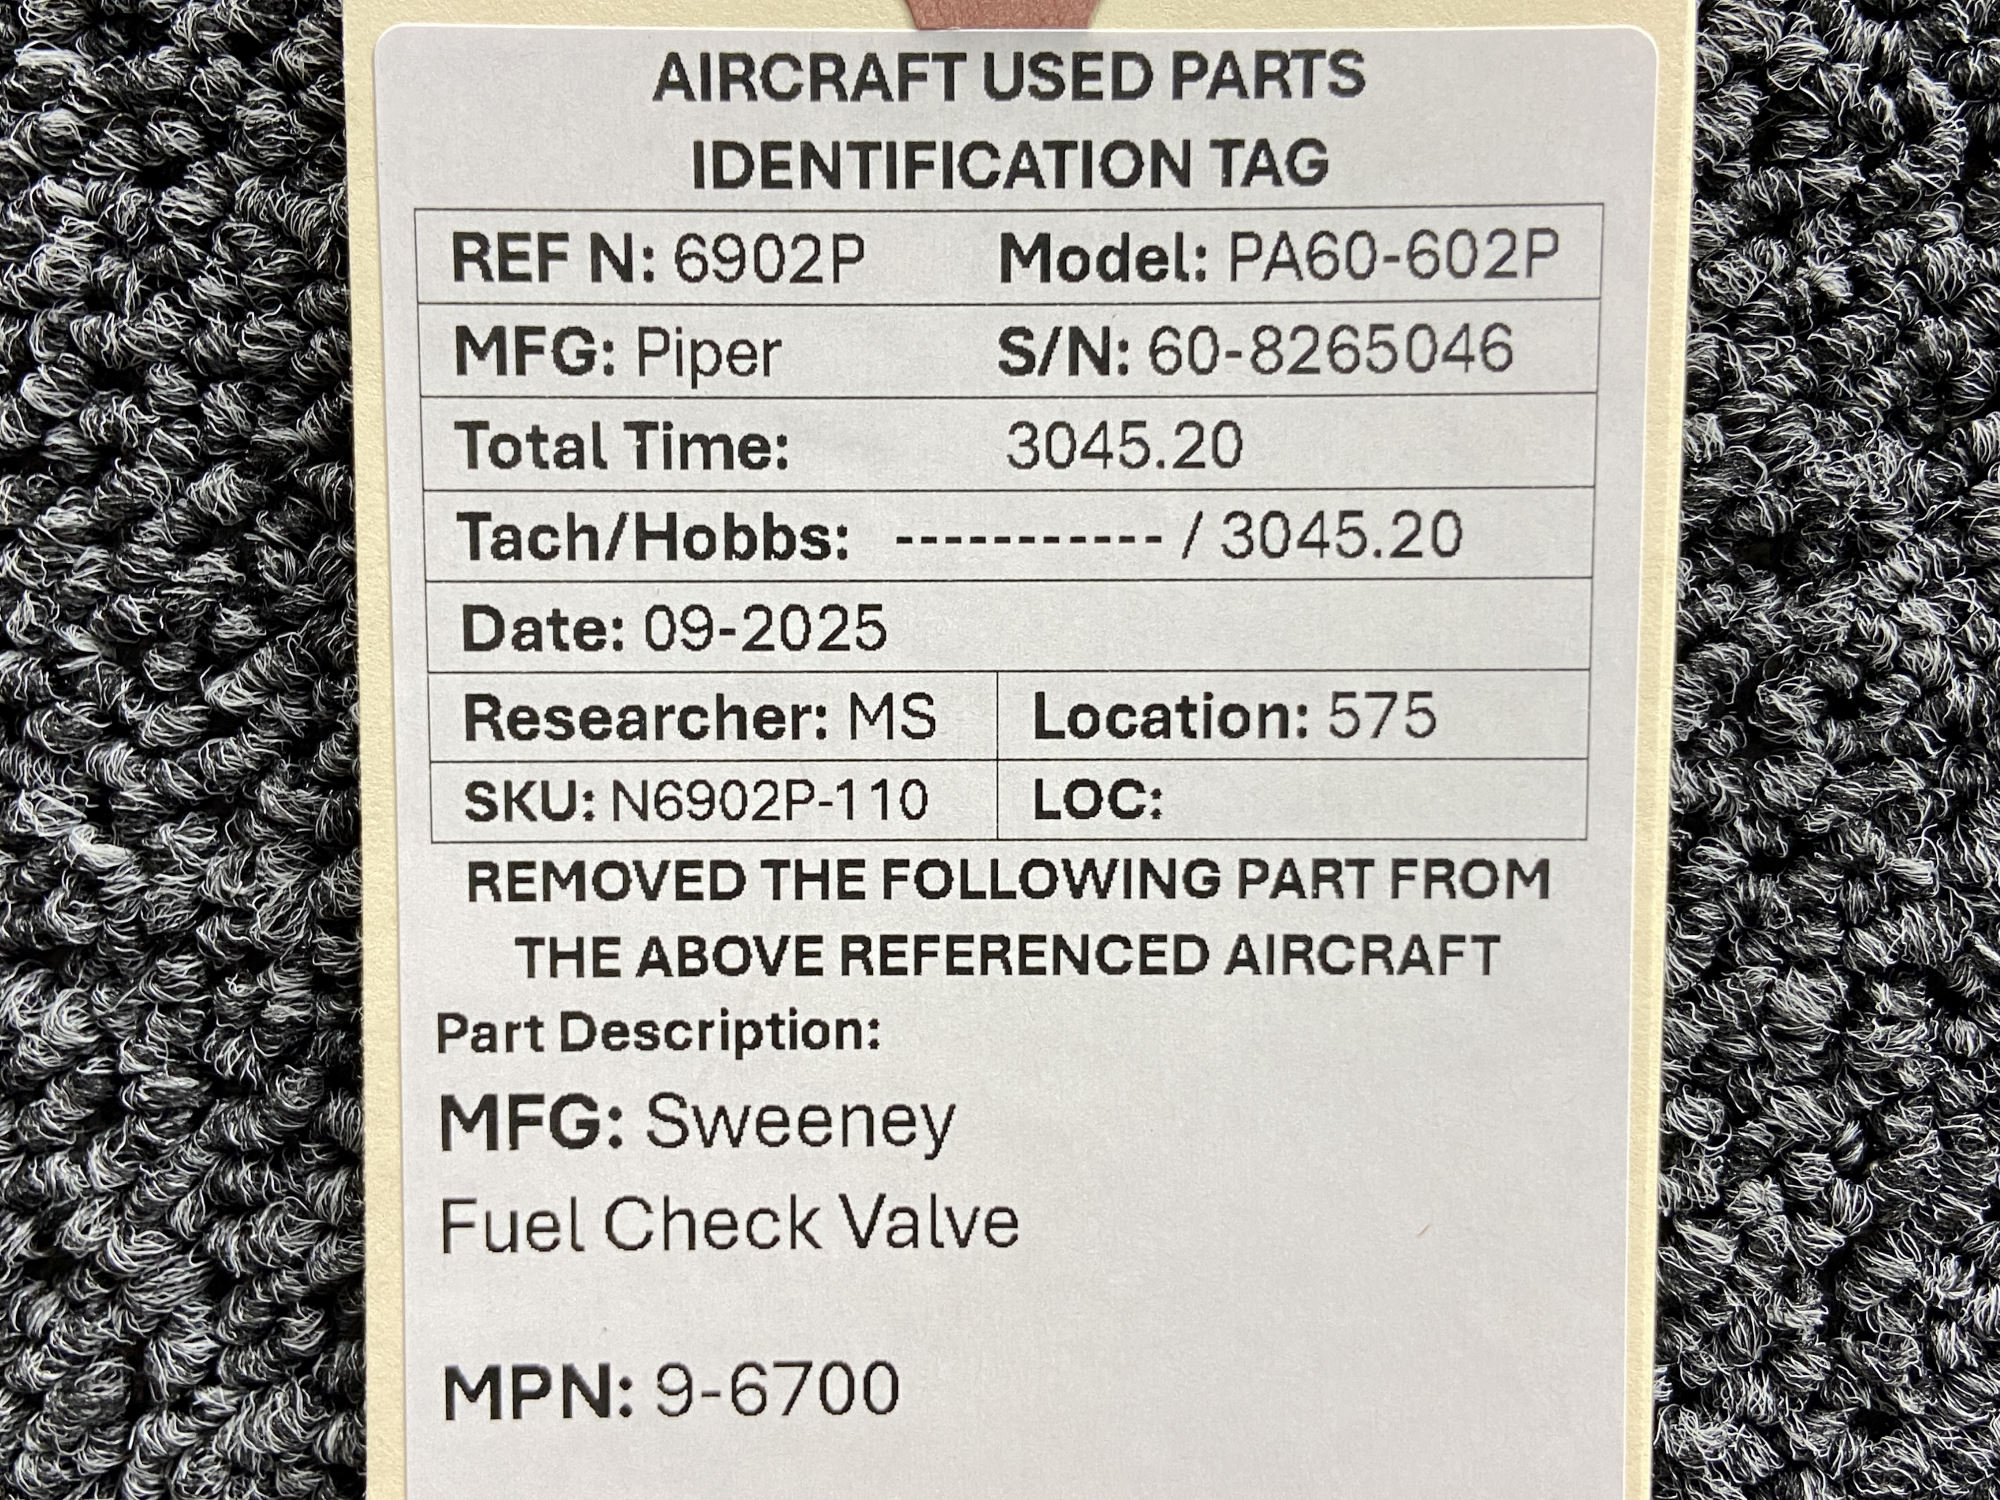 AIRCRAFT USED PARTS
IDENTIFICATION TAG
REF N: 6902P Model: PA60-602P
MFG: Piper S/N: 60-8265046
Total Time: 3045.20
Tach/Hobbs: ----------- / 3045.20
Date: 09-2025
Researcher: MS Location: 575
SKU: N6902P-110 LOC:
REMOVED THE FOLLOWING PART FROM
THE ABOVE REFERENCED AIRCRAFT
Part Description:
MFG: Sweeney
Fuel Check Valve
MPN: 9-6700